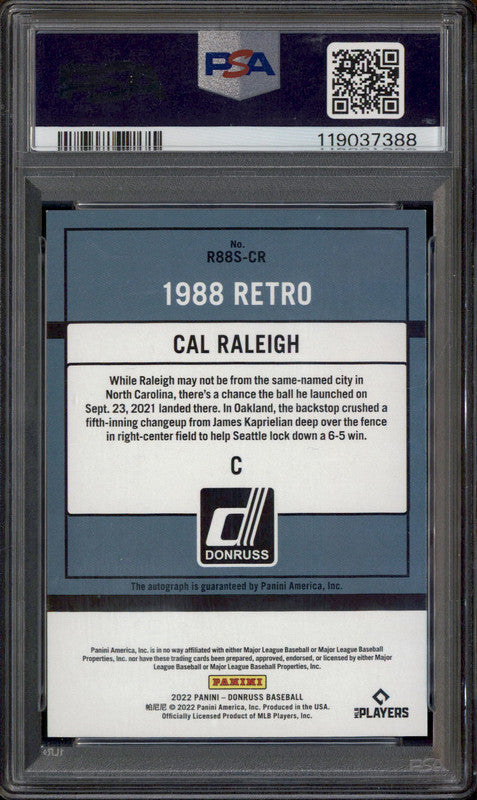 PSA
119037388
No.
R88S-CR
1988 RETRO
CAL RALEIGH
While Raleigh may not be from the same-named city in
North Carolina, there's a chance the ball he launched on
Sept. 23, 2021 landed there. In Oakland, the backstop crushed a
fifth-inning changeup from James Kaprielian deep over the fence
in right-center field to help Seattle lock down a 6-5 win.
C
DONRUSS
The autograph is guaranteed by Panini America, Inc.
Panini America, Inc. is in no way affiliated with either Major League Baseball or Major League Baseball
Properties, Inc. nor have these trading cards been prepared, approved, endorsed, or licensed by either Major
League Baseball or Major League Baseball Properties, Inc.
PANINI
2022 PANINI – DONRUSS BASEBALL
帕尼尼 © 2022 Panini America, Inc. Produced in the USA.
Officially Licensed Product of MLB Players, Inc.
MLB PLAYERS
PSA